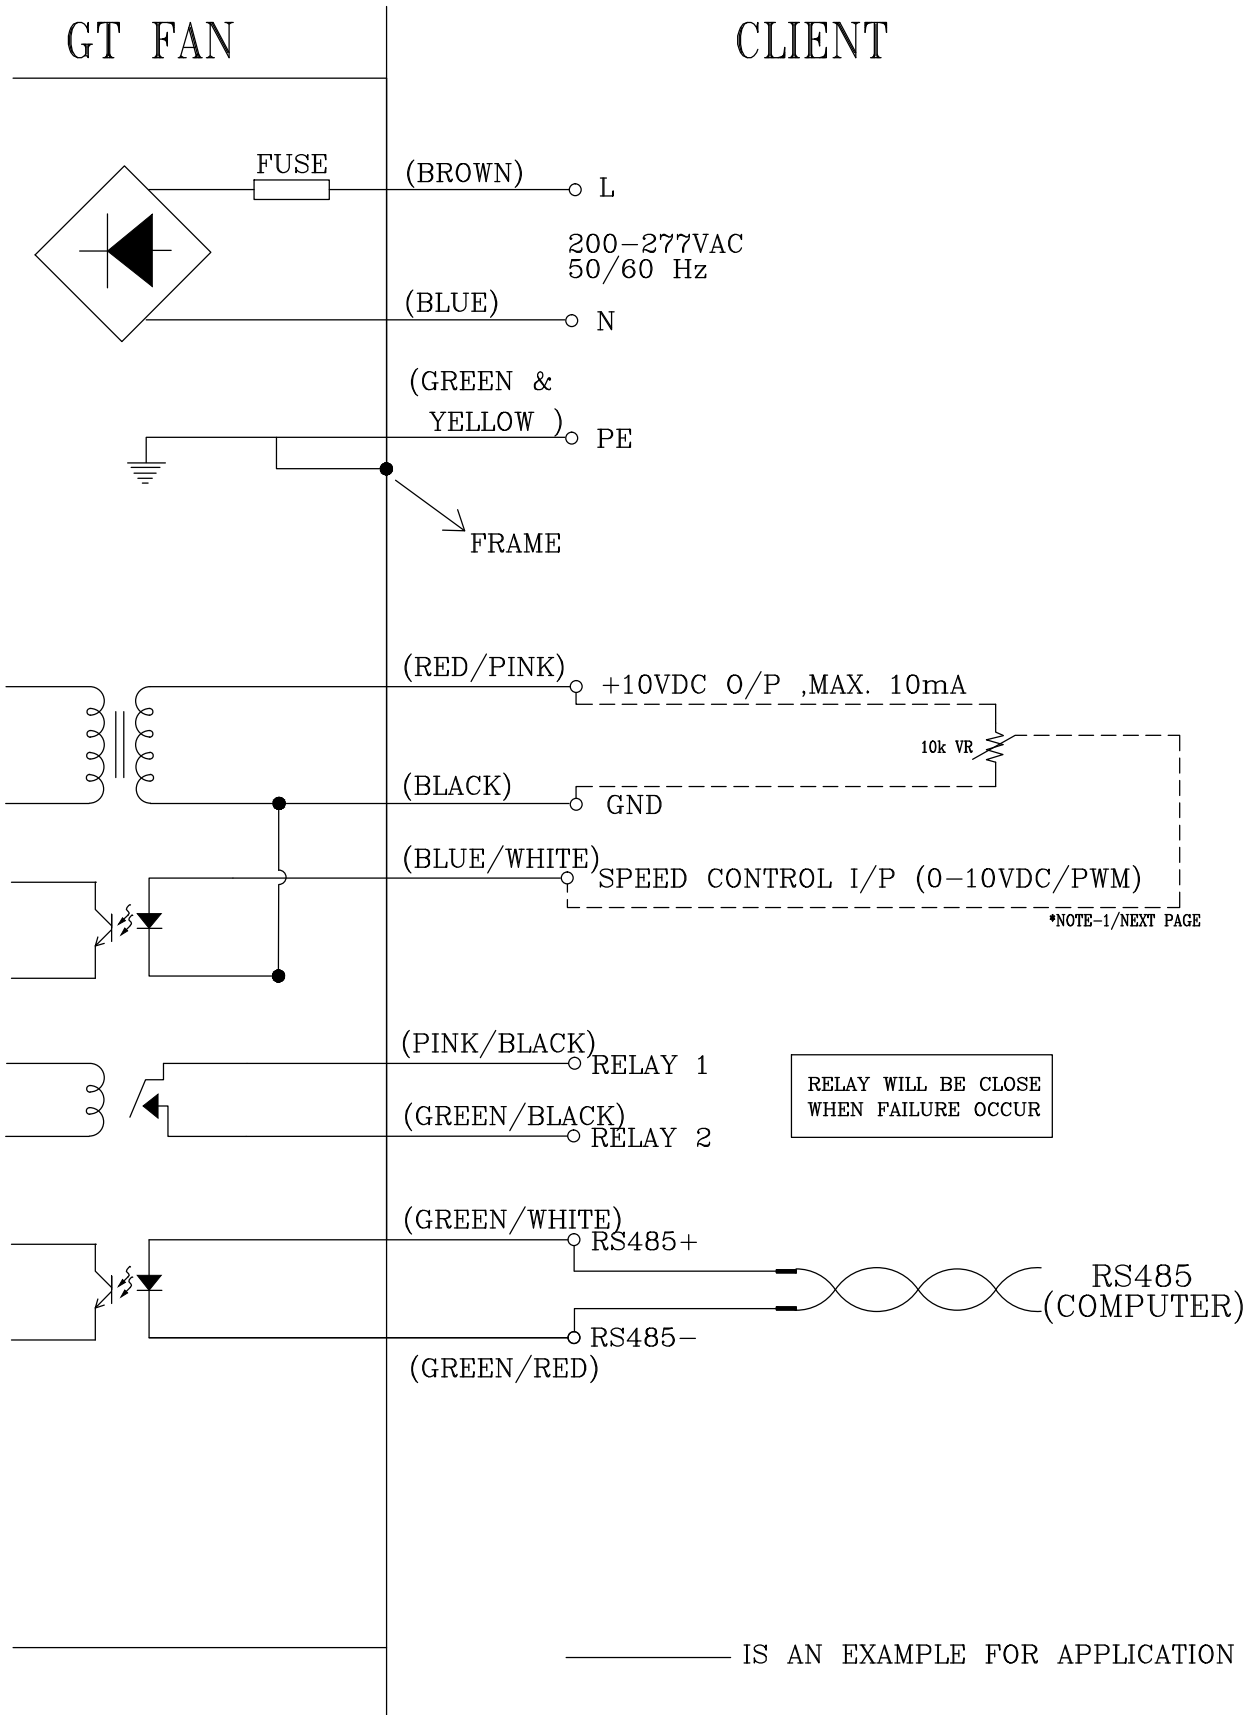 GT FAN
CLIENT
FUSE
(BROWN)
L
200-277VAC
50/60 Hz
(BLUE)
N
(GREEN &
YELLOW )
PE
FRAME
(RED/PINK)
+10VDC O/P ,MAX. 10mA
10k VR
(BLACK)
GND
(BLUE/WHITE)
SPEED CONTROL I/P (0-10VDC/PWM)
*NOTE-1/NEXT PAGE
(PINK/BLACK)
RELAY 1
RELAY WILL BE CLOSE
WHEN FAILURE OCCUR
(GREEN/BLACK)
RELAY 2
(GREEN/WHITE)
RS485+
RS485
(COMPUTER)
RS485-
(GREEN/RED)
IS AN EXAMPLE FOR APPLICATION